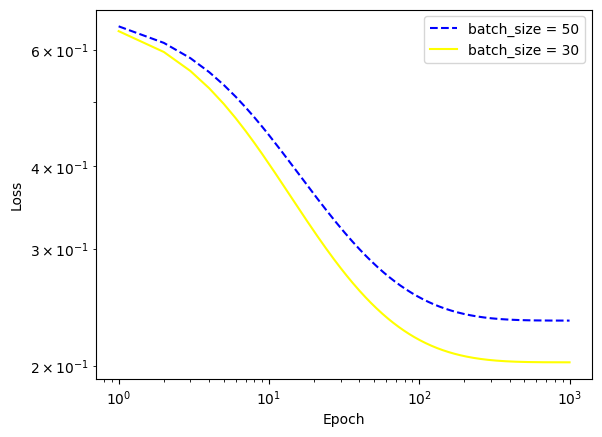 batch_size = 50
batch_size = 30
6 × 10⁻¹
4 × 10⁻¹
3 × 10⁻¹
2 × 10⁻¹
Loss
10⁰ 10¹ 10² 10³
Epoch